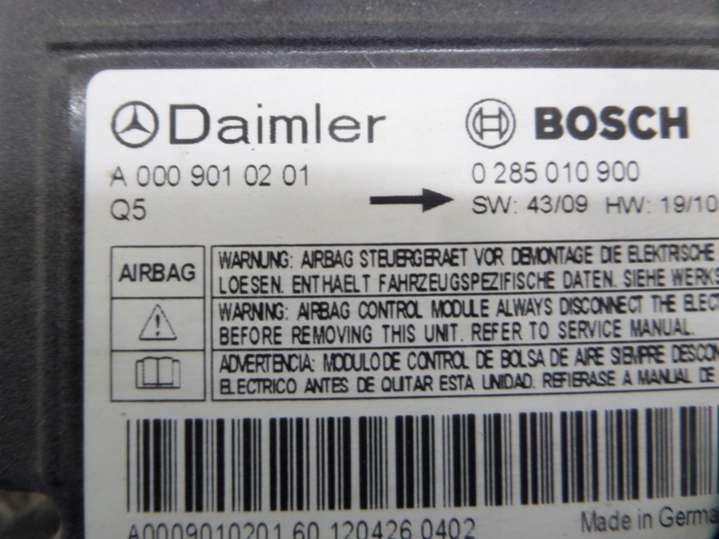 Daimler BOSCH
A 000 901 02 01 0 285 010 900
Q5 SW: 43/09 HW: 19/10
AIRBAG
WARNUNG: AIRBAG STEUERGERAET VOR DEMONTAGE DIE ELEKTRISCHE
LOESEN. ENTHAELT FAHRZEUGSPEZIFISCHE DATEN. SIEHE WERKS
WARNING: AIRBAG CONTROL MODULE ALWAYS DISCONNECT THE ELEC
BEFORE REMOVING THIS UNIT. REFER TO SERVICE MANUAL.
ADVERTENCIA: MODULO DE CONTROL DE BOLSA DE AIRE SIEMPRE DESCON
ELECTRICO ANTES DE QUITAR ESTA UNIDAD. REFIERASE A MANUAL DE
A0009010201 60 120426 0402 Made in Germa